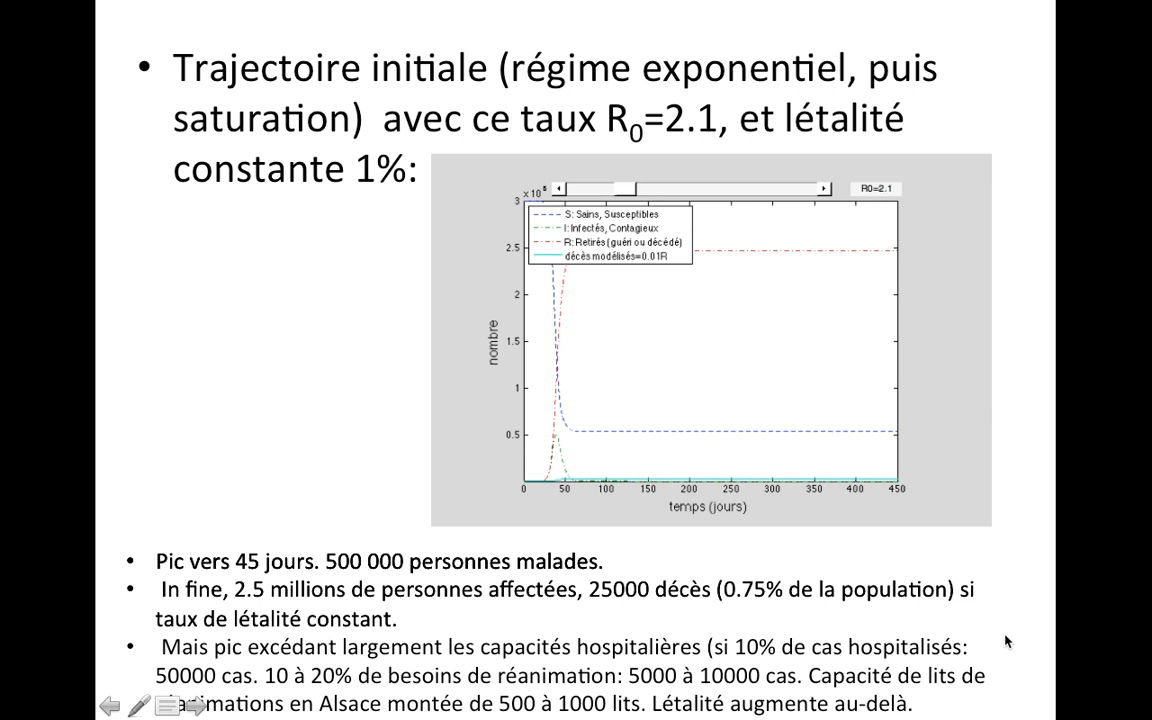 • Trajectoire initiale (régime exponentiel, puis
saturation) avec ce taux R0=2.1, et létalité
constante 1%:
R0=2.1
x 10
3
2.5
2
1.5
1
0.5
nombre
S: Sains, Susceptibles
I: Infectés, Contagieux
R: Retirés (guéri ou décédé)
décès modélisés=0.01R
0 50 100 150 200 250 300 350 400 450
temps (jours)
• Pic vers 45 jours. 500 000 personnes malades.
• In fine, 2.5 millions de personnes affectées, 25000 décès (0.75% de la population) si
taux de létalité constant.
• Mais pic excédant largement les capacités hospitalières (si 10% de cas hospitalisés:
50000 cas. 10 à 20% de besoins de réanimation: 5000 à 10000 cas. Capacité de lits de
en Alsace montée de 500 à 1000 lits. Létalité augmente au-delà.